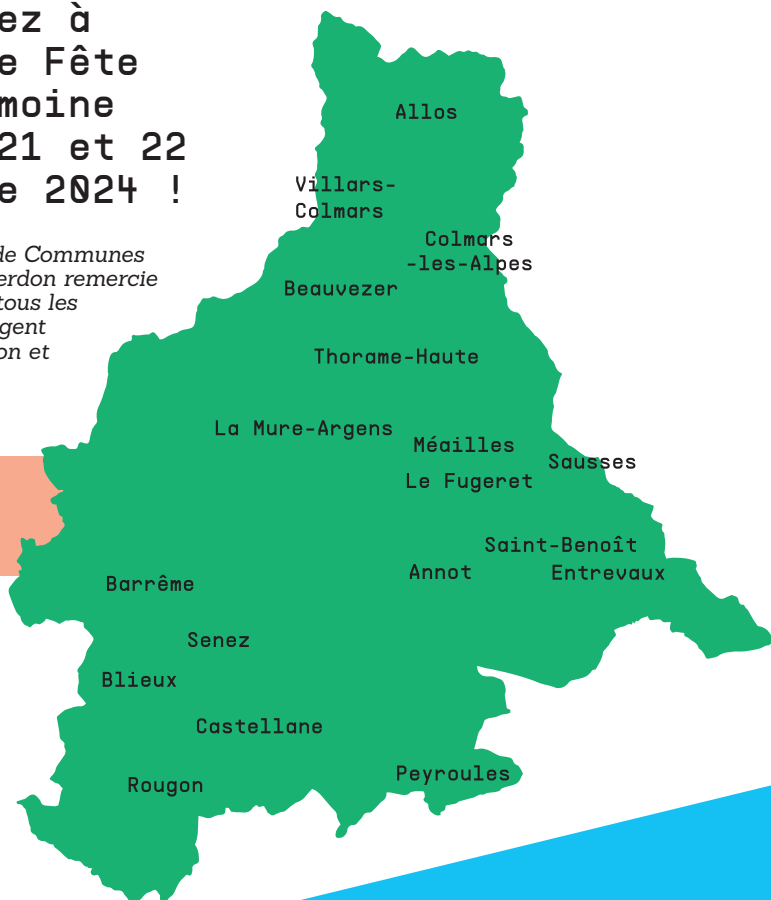 ez à
e Fête
moine
21 et 22
e 2024 !
de Communes
erdon remercie
tous les
gent
on et
Allos
Villars-
Colmars
Colmars
-les-Alpes
Beauvezer
Thorame-Haute
La Mure-Argens
Méailles
Sausses
Le Fugeret
Saint-Benoît
Annot
Entrevaux
Barrême
Senez
Blieux
Castellane
Peyroules
Rougon